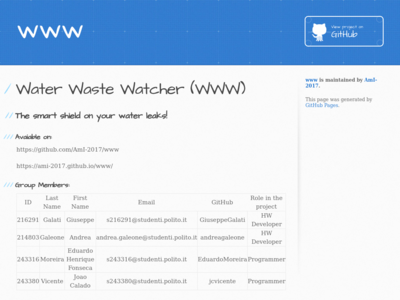 www
View project on
GitHub
/ Water Waste Watcher (WWW)
// The smart shield on your water leaks!
/// Available on:
https://github.com/AmI-2017/www
https://ami-2017.github.io/www/
/// Group Members:
ID Last Name First Name Email GitHub Role in the project
216291 Galati Giuseppe s216291@studenti.polito.it GiuseppeGalati HW Developer
214803 Galeone Andrea andrea.galeone@studenti.polito.it andreagaleone HW Developer
243316 Moreira Eduardo Henrique Fonseca s243316@studenti.polito.it EduardoMoreira Programmer
243380 Vicente Joao Caiado s243380@studenti.polito.it jcvicente Programmer
www is maintained by AmI-
2017.
This page was generated by
GitHub Pages.